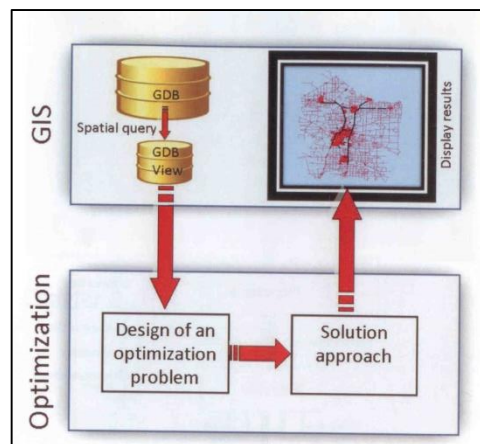 GIS
GDB
Spatial query
GDB
View
Display results
Optimization
Design of an
optimization
problem
Solution
approach